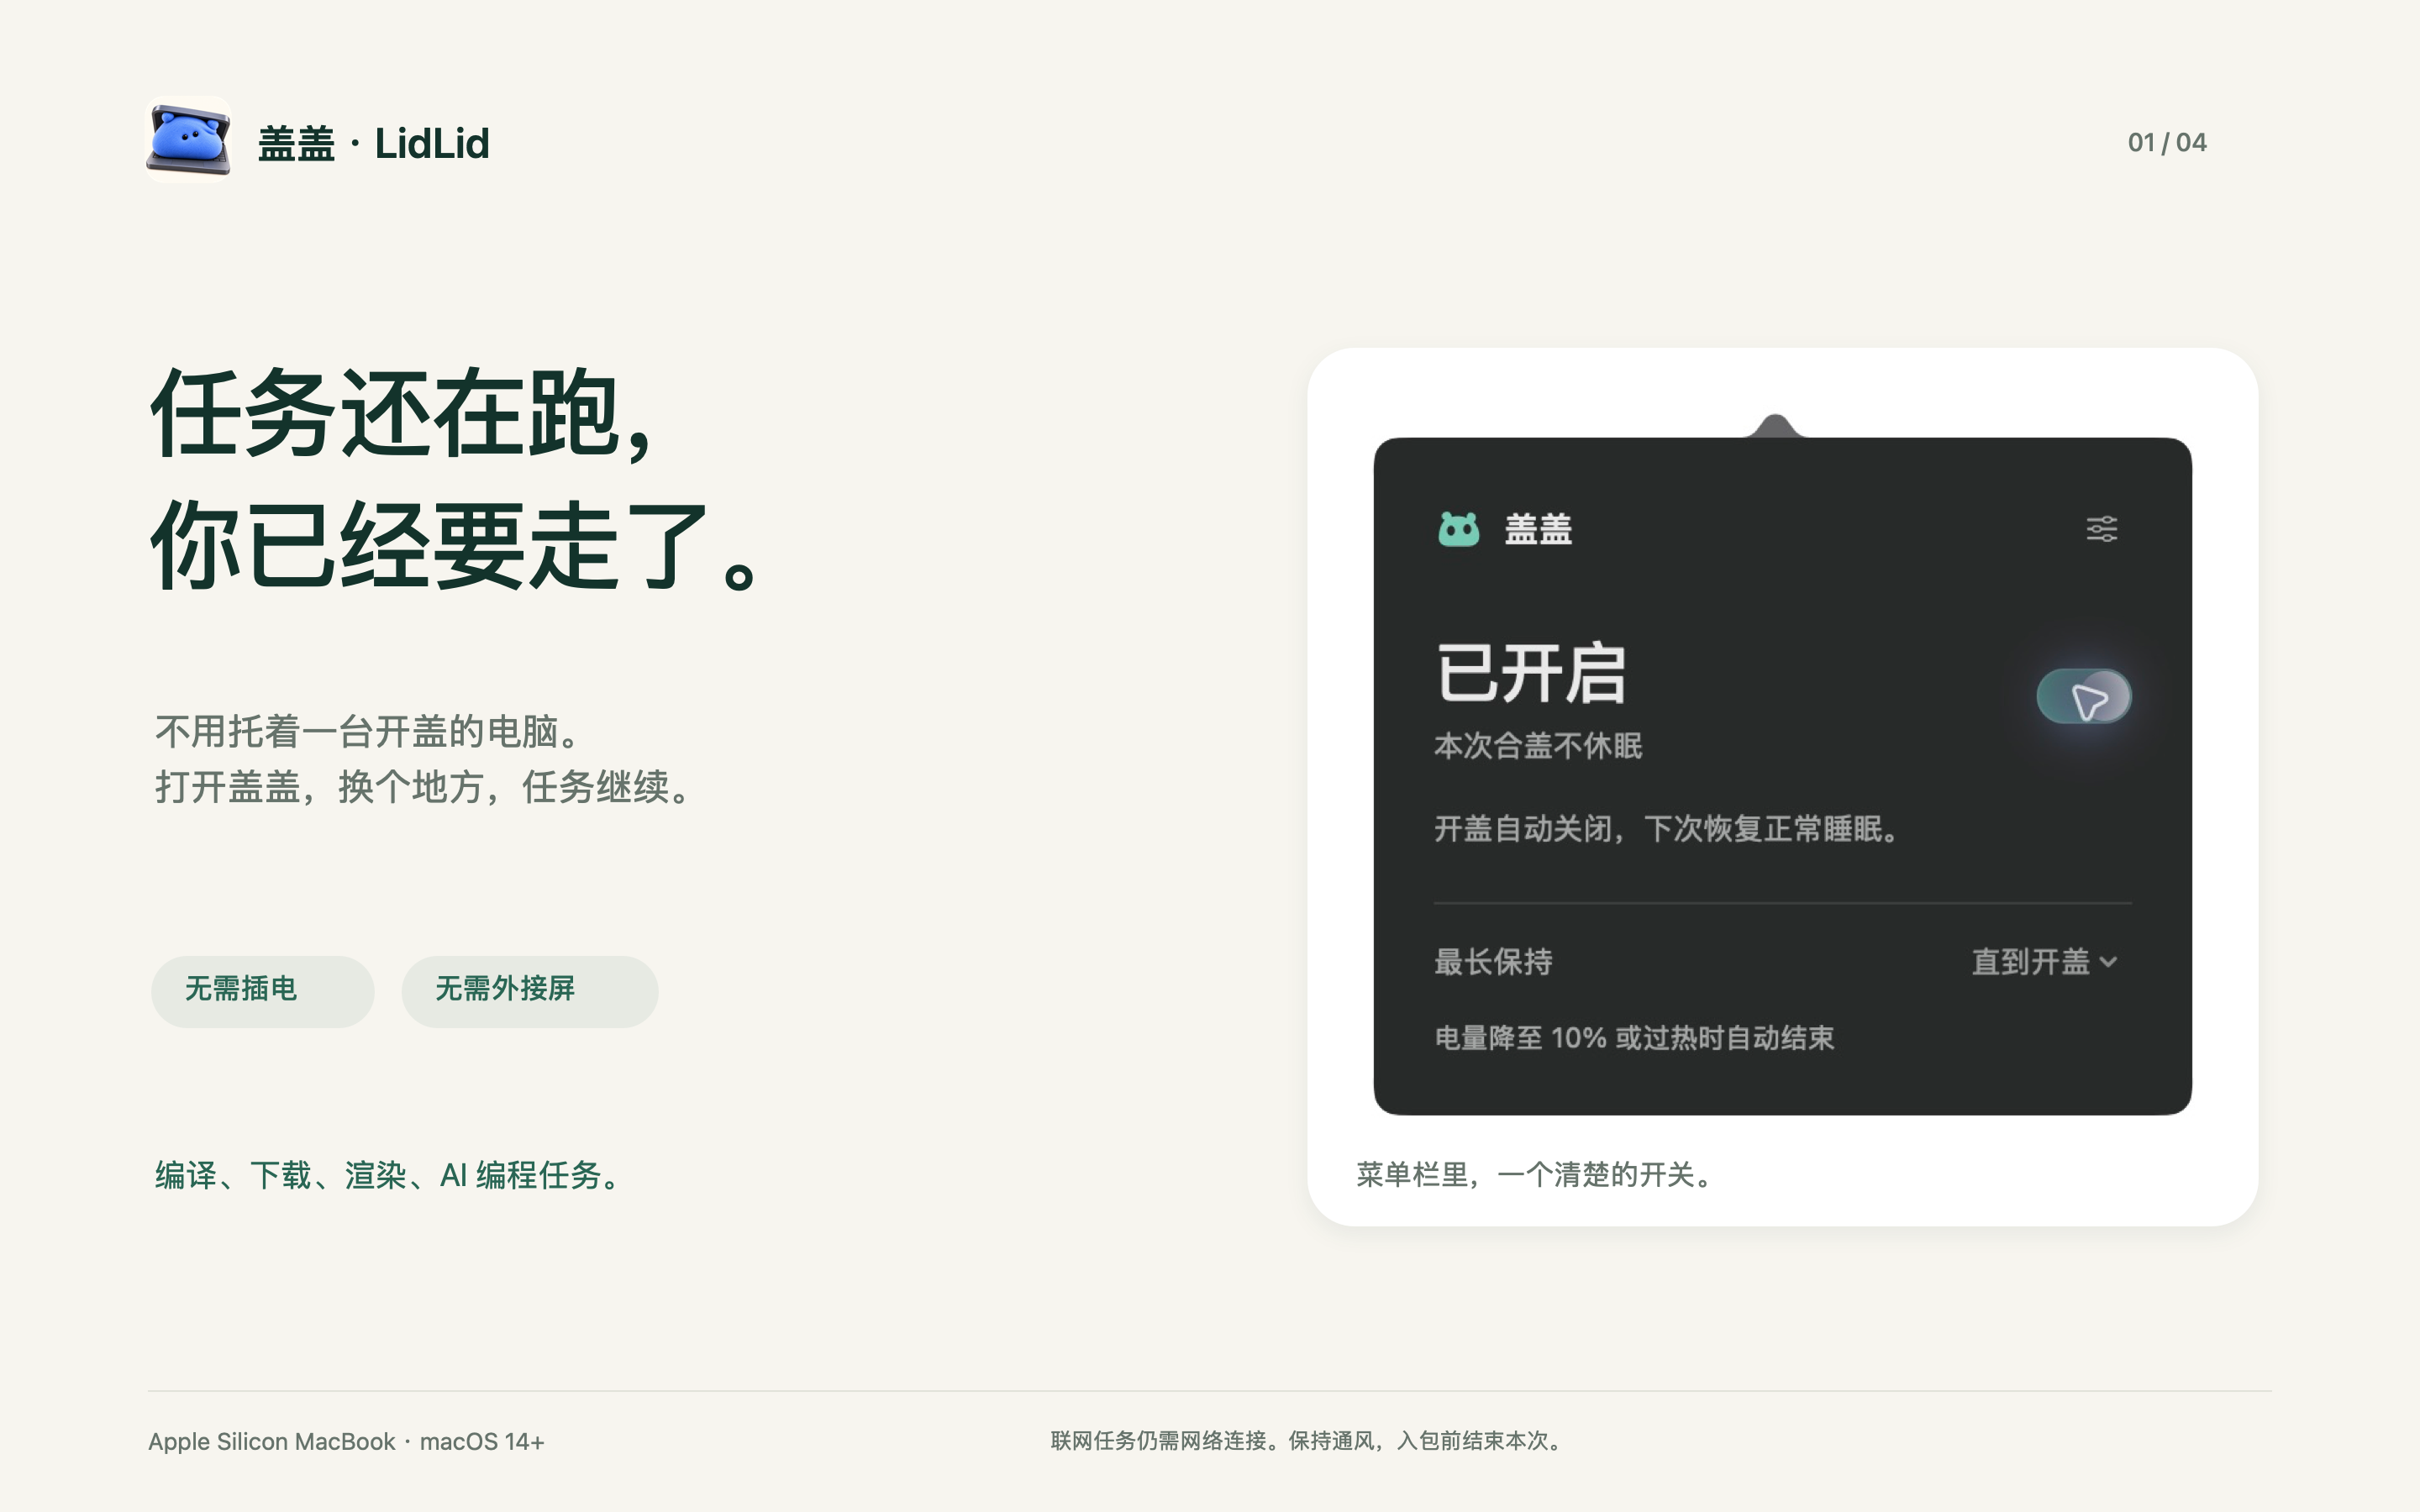 盖盖 · LidLid
01 / 04
任务还在跑，
你已经要走了。
不用托着一台开盖的电脑。
打开盖盖，换个地方，任务继续。
无需插电
无需外接屏
编译、下载、渲染、AI 编程任务。
盖盖
已开启
本次合盖不休眠
开盖自动关闭，下次恢复正常睡眠。
最长保持
直到开盖
电量降至 10% 或过热时自动结束
菜单栏里，一个清楚的开关。
Apple Silicon MacBook · macOS 14+
联网任务仍需网络连接。保持通风，入包前结束本次。